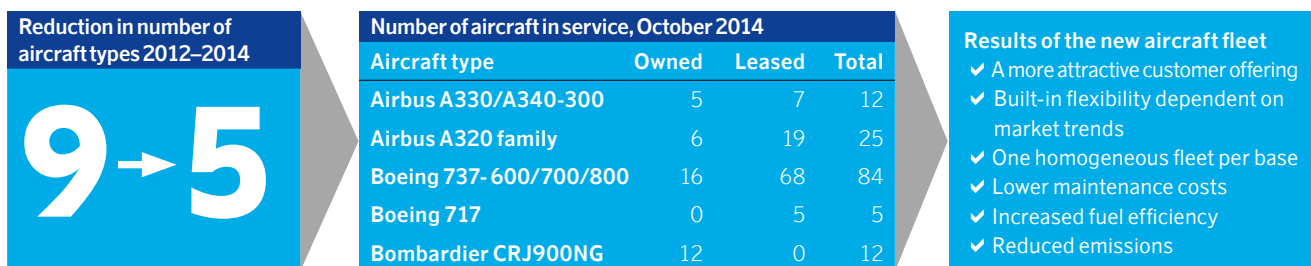 Reduction in number of
aircraft types 2012–2014
9 → 5
Number of aircraft in service, October 2014
Aircraft type Owned Leased Total
Airbus A330/A340-300 5 7 12
Airbus A320 family 6 19 25
Boeing 737- 600/700/800 16 68 84
Boeing 717 0 5 5
Bombardier CRJ900NG 12 0 12
Results of the new aircraft fleet
✓ A more attractive customer offering
✓ Built-in flexibility dependent on
market trends
✓ One homogeneous fleet per base
✓ Lower maintenance costs
✓ Increased fuel efficiency
✓ Reduced emissions